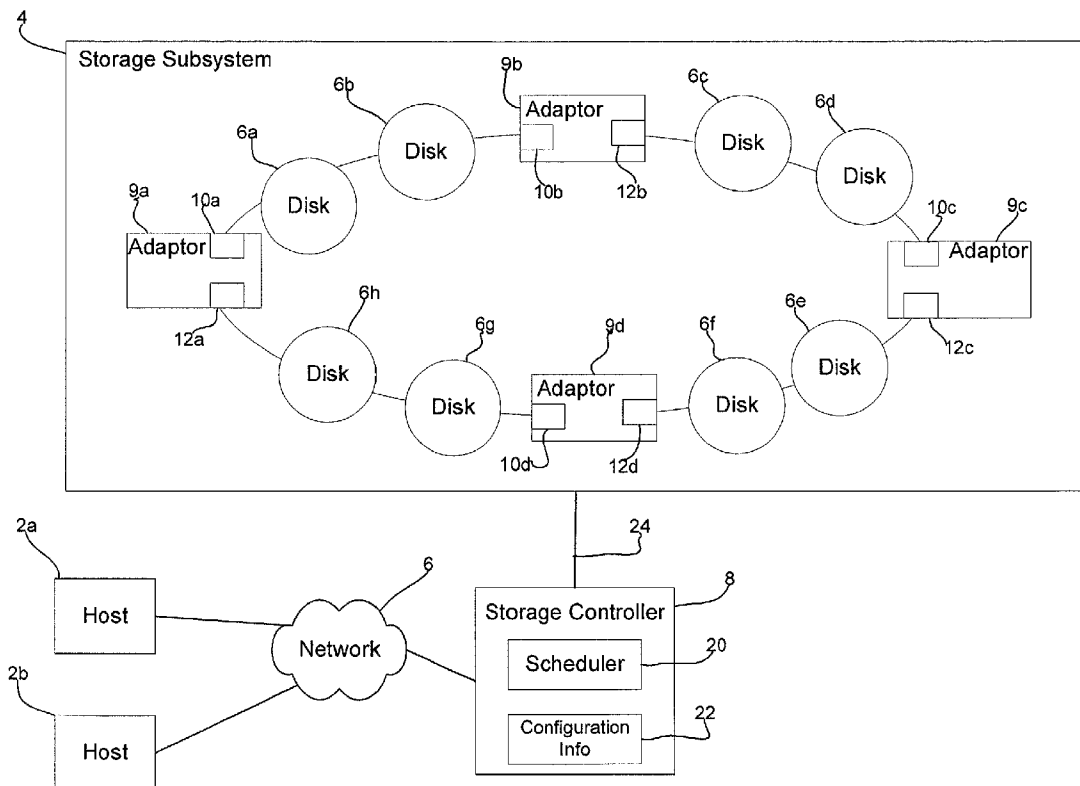 4
Storage Subsystem
6b
9b
Adaptor
6c
6d
6a
Disk
Disk
10b
12b
Disk
Disk
9a
10a
Disk
10c
9c
Adaptor
Adaptor
12a
6h
6g
9d
6f
6e
12c
Disk
Disk
Adaptor
Disk
Disk
10d
12d
2a
Host
6
Network
24
8
Storage Controller
Scheduler
20
2b
Host
Configuration
Info
22